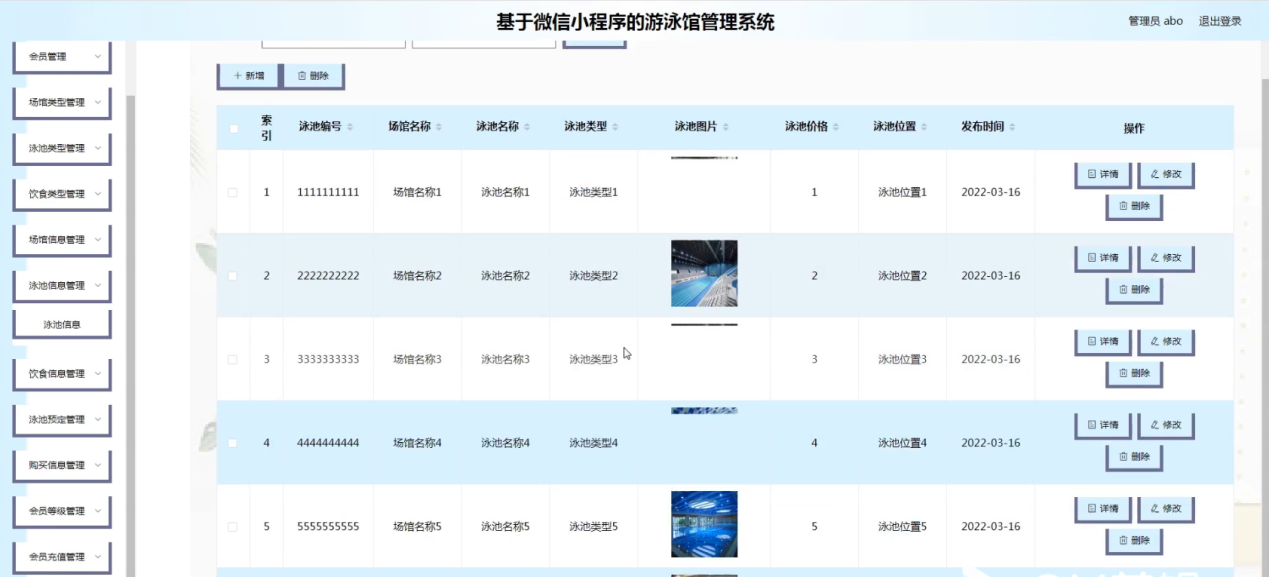 基于微信小程序的游泳馆管理系统
管理员 abo 退出登录
会员管理
场馆类型管理
泳池类型管理
饮食类型管理
场馆信息管理
泳池信息管理
泳池信息
饮食信息管理
泳池预定管理
购买信息管理
会员等级管理
会员充值管理
新增 删除
索引 泳池编号 场馆名称 泳池名称 泳池类型 泳池图片 泳池价格 泳池位置 发布时间 操作
1 1111111111 场馆名称1 泳池名称1 泳池类型1 1 泳池位置1 2022-03-16 详情 修改
删除
2 2222222222 场馆名称2 泳池名称2 泳池类型2 2 泳池位置2 2022-03-16 详情 修改
删除
3 3333333333 场馆名称3 泳池名称3 泳池类型3 3 泳池位置3 2022-03-16 详情 修改
删除
4 4444444444 场馆名称4 泳池名称4 泳池类型4 4 泳池位置4 2022-03-16 详情 修改
删除
5 5555555555 场馆名称5 泳池名称5 泳池类型5 5 泳池位置5 2022-03-16 详情 修改
删除